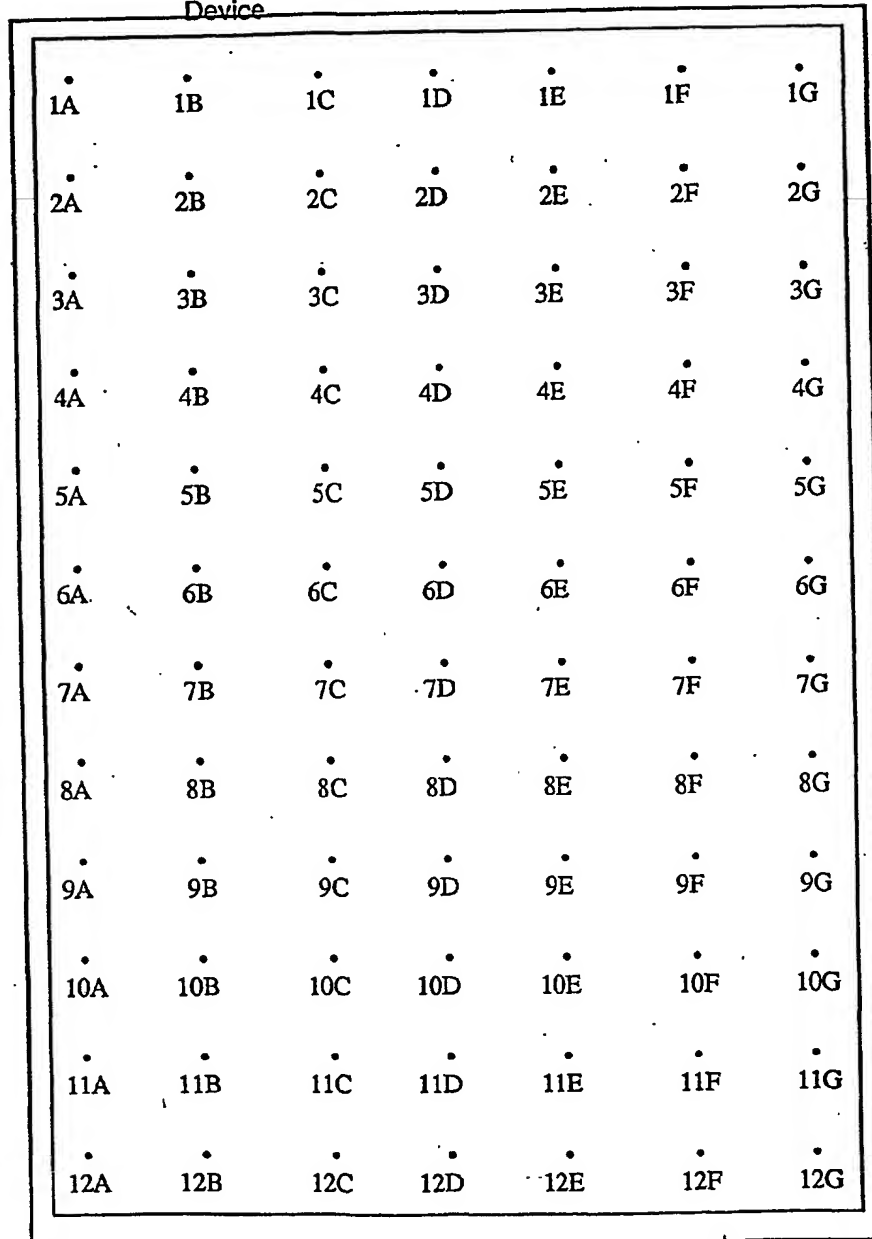 Device
1A 1B 1C 1D 1E 1F 1G
2A 2B 2C 2D 2E 2F 2G
3A 3B 3C 3D 3E 3F 3G
4A 4B 4C 4D 4E 4F 4G
5A 5B 5C 5D 5E 5F 5G
6A 6B 6C 6D 6E 6F 6G
7A 7B 7C 7D 7E 7F 7G
8A 8B 8C 8D 8E 8F 8G
9A 9B 9C 9D 9E 9F 9G
10A 10B 10C 10D 10E 10F 10G
11A 11B 11C 11D 11E 11F 11G
12A 12B 12C 12D 12E 12F 12G